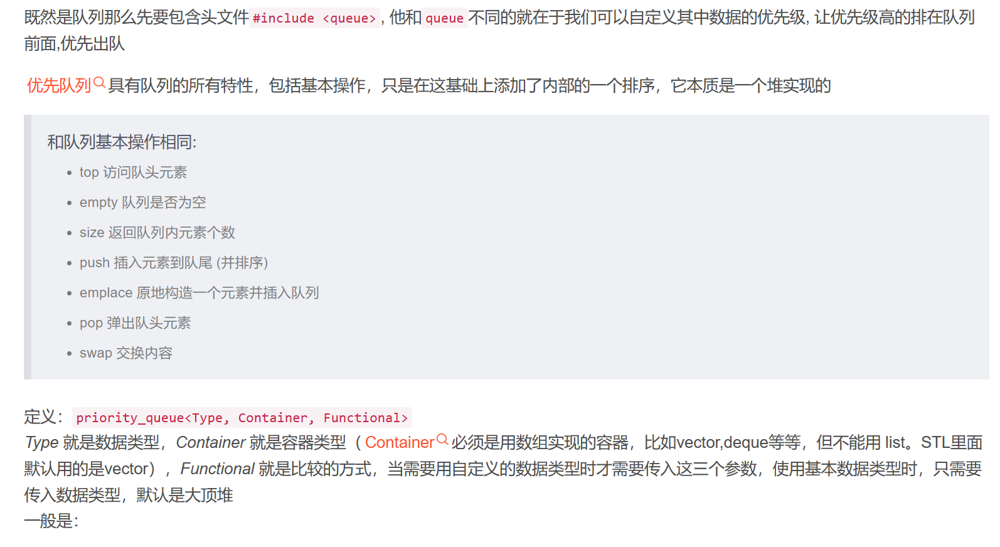 既然是队列那么先要包含头文件#include <queue>, 他和queue不同的就在于我们可以自定义其中数据的优先级, 让优先级高的排在队列
前面,优先出队
优先队列具有队列的所有特性，包括基本操作，只是在这基础上添加了内部的一个排序，它本质是一个堆实现的
和队列基本操作相同:
• top 访问队头元素
• empty 队列是否为空
• size 返回队列内元素个数
• push 插入元素到队尾 (并排序)
• emplace 原地构造一个元素并插入队列
• pop 弹出队头元素
• swap 交换内容
定义：priority_queue<Type, Container, Functional>
Type 就是数据类型，Container 就是容器类型（Container必须是用数组实现的容器，比如vector,deque等等，但不能用 list。STL里面
默认用的是vector），Functional 就是比较的方式，当需要用自定义的数据类型时才需要传入这三个参数，使用基本数据类型时，只需要
传入数据类型，默认是大顶堆
一般是：